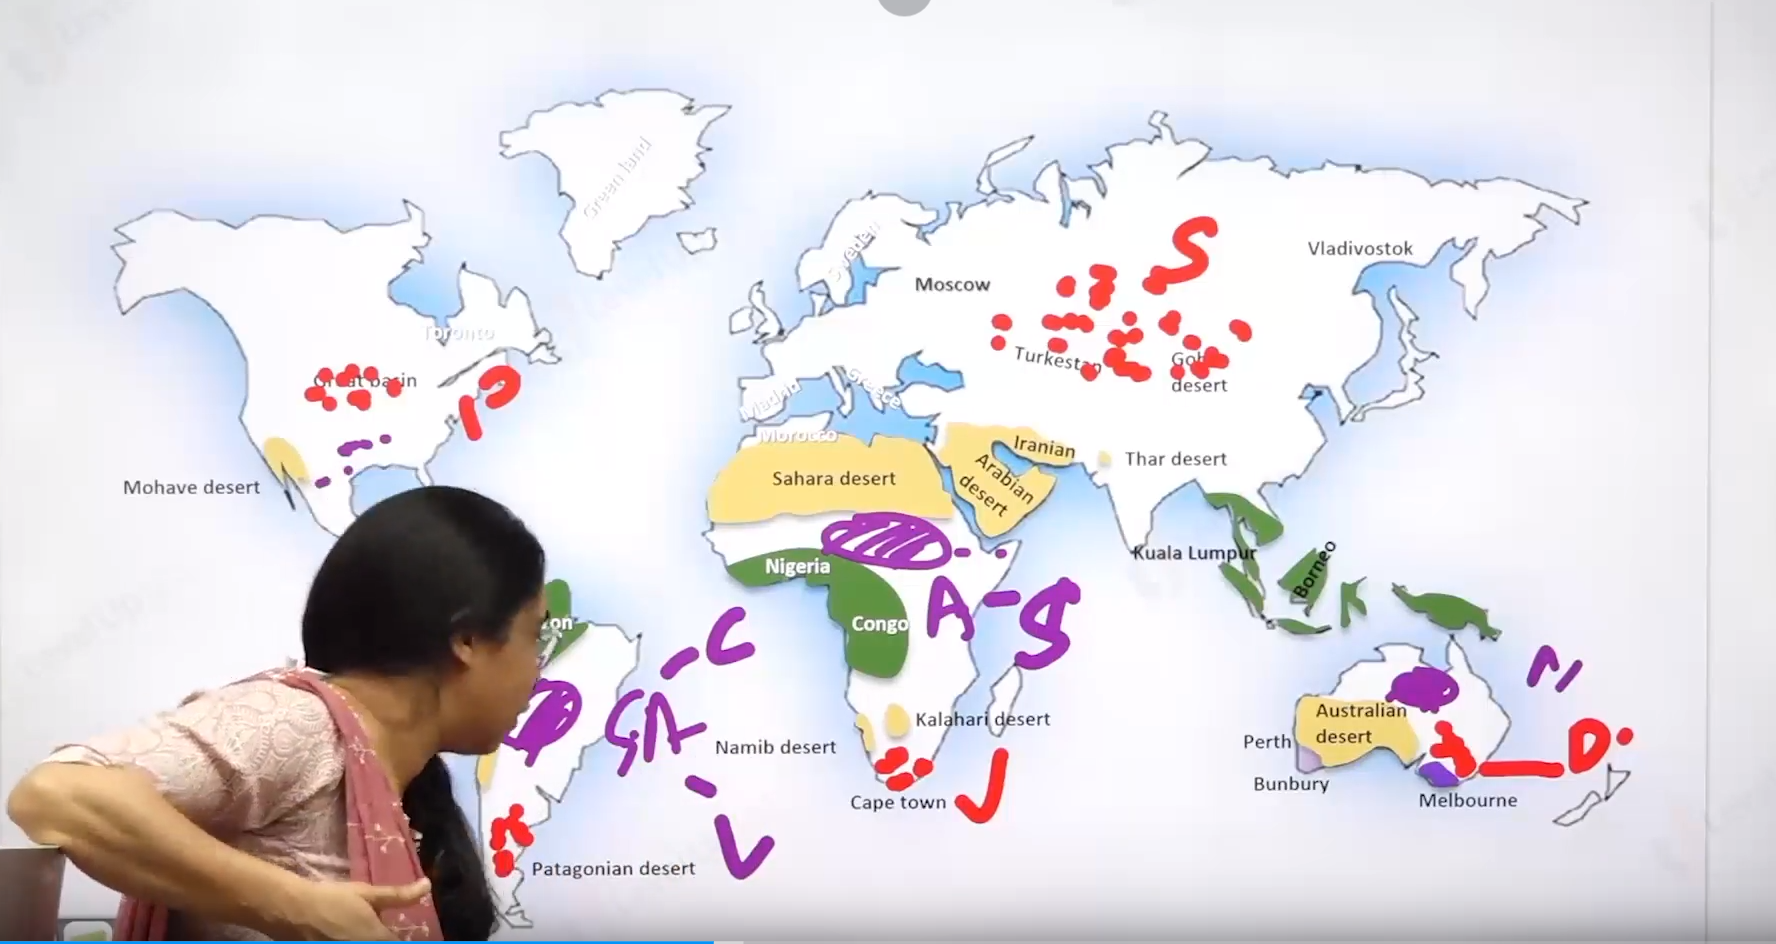 Green land
Sweden
Vladivostok
Moscow
S
Toronto
Turkestan
Gobi
desert
Great basin
P
Madrid
Greece
Morocco
Iranian
Thar desert
Sahara desert
Arabian
desert
Mohave desert
Kuala Lumpur
Nigeria
Borneo
K
A - S
Congo
on
- C
SA
- V
N
Australian
desert
Kalahari desert
Namib desert
Perth
D
Bunbury
Cape town
Melbourne
Patagonian desert